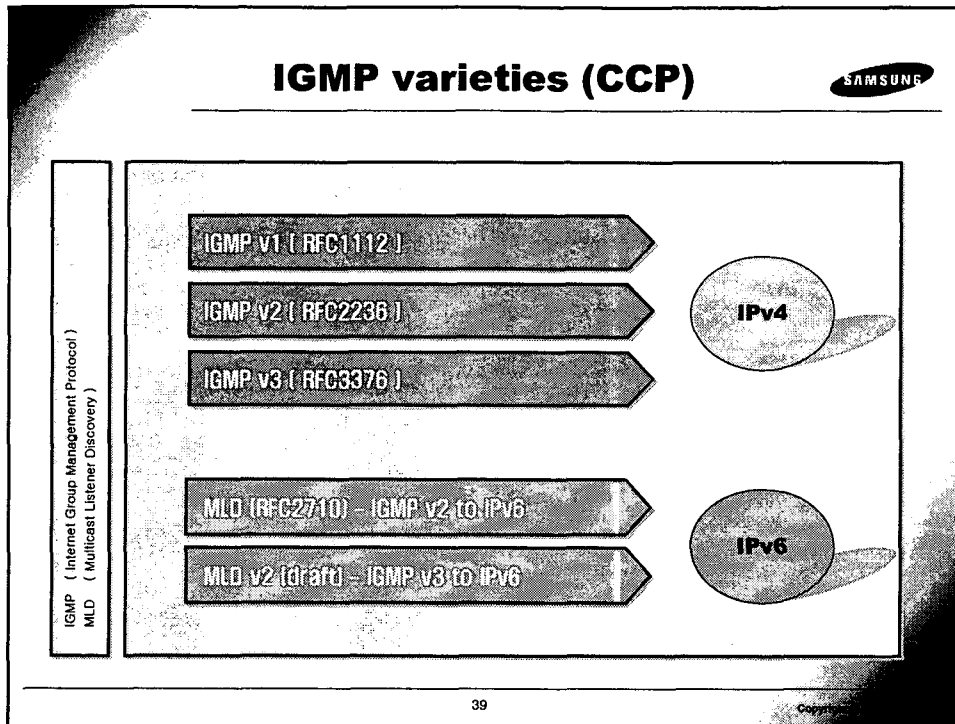 IGMP varieties (CCP)
SAMSUNG
IGMP ( Internet Group Management Protocol )
MLD ( Multicast Listener Discovery )
IGMP v1 ( RFC1112 )
IGMP v2 ( RFC2236 )
IGMP v3 ( RFC3376 )
IPv4
MLD (RFC2710) – IGMP v2 to IPv6
MLD v2 (draft) – IGMP v3 to IPv6
IPv6
39